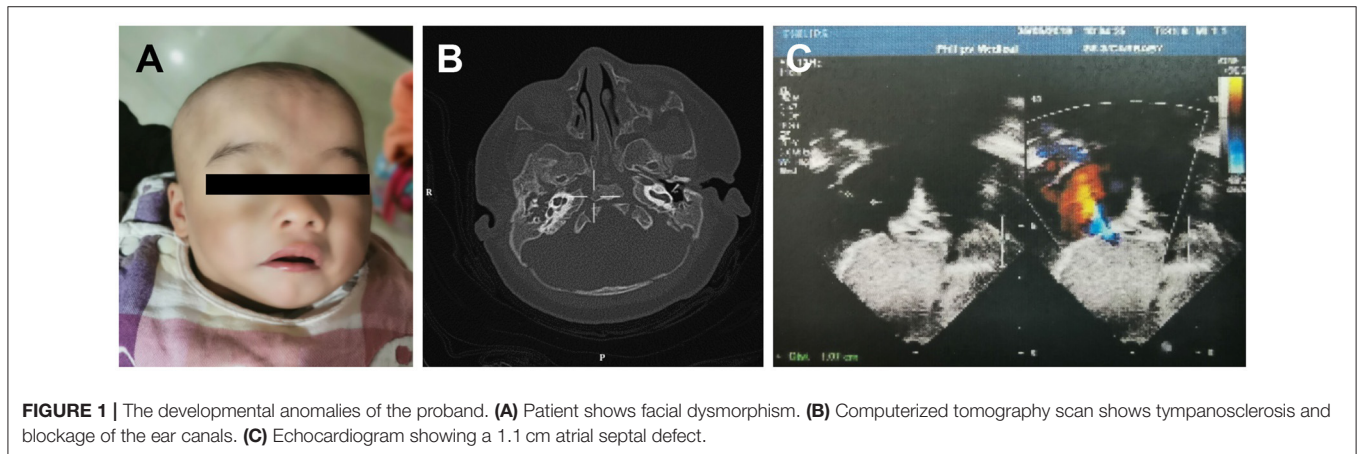 A
B
C
R
P
PHILIPS
Philips Medical
FIGURE 1 | The developmental anomalies of the proband. (A) Patient shows facial dysmorphism. (B) Computerized tomography scan shows tympanosclerosis and
blockage of the ear canals. (C) Echocardiogram showing a 1.1 cm atrial septal defect.